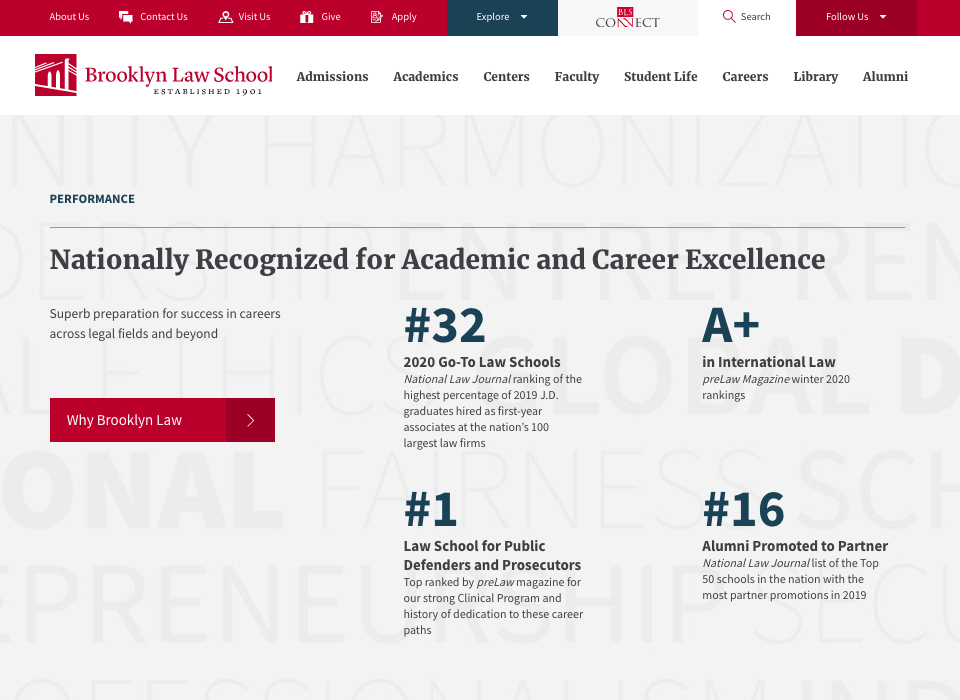 About Us Contact Us Visit Us Give Apply Explore BLS CONNECT Search Follow Us
Brooklyn Law School
ESTABLISHED 1901
Admissions Academics Centers Faculty Student Life Careers Library Alumni
PERFORMANCE
Nationally Recognized for Academic and Career Excellence
Superb preparation for success in careers
across legal fields and beyond
Why Brooklyn Law
#32
2020 Go-To Law Schools
National Law Journal ranking of the
highest percentage of 2019 J.D.
graduates hired as first-year
associates at the nation's 100
largest law firms
A+
in International Law
preLaw Magazine winter 2020
rankings
#1
Law School for Public
Defenders and Prosecutors
Top ranked by preLaw magazine for
our strong Clinical Program and
history of dedication to these career
paths
#16
Alumni Promoted to Partner
National Law Journal list of the Top
50 schools in the nation with the
most partner promotions in 2019